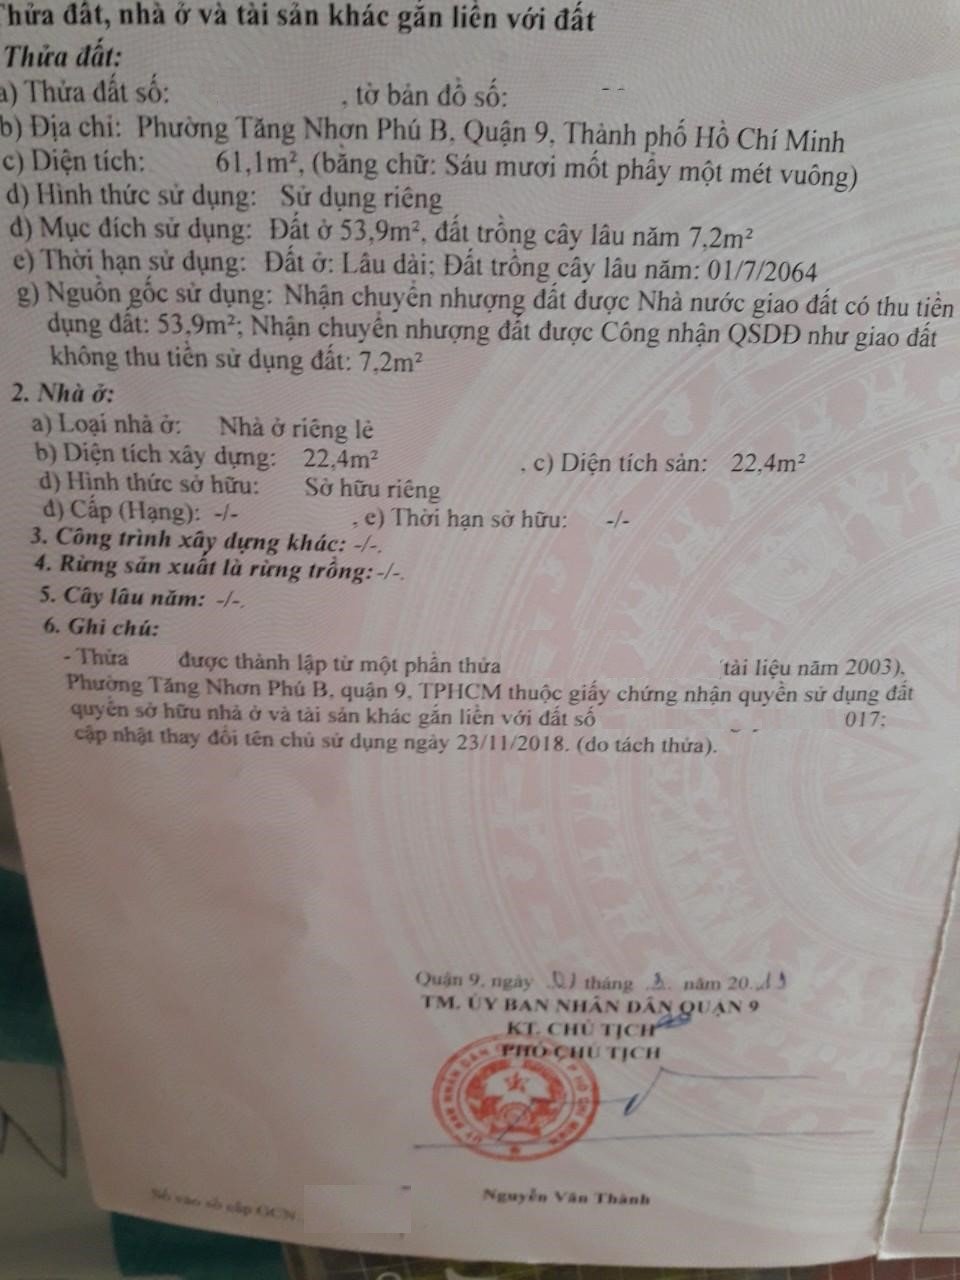 Thửa đất, nhà ở và tài sản khác gắn liền với đất
Thửa đất:
a) Thửa đất số: , tờ bản đồ số:
b) Địa chỉ: Phường Tăng Nhơn Phú B, Quận 9, Thành phố Hồ Chí Minh
c) Diện tích: 61,1m², (bằng chữ: Sáu mươi mốt phẩy một mét vuông)
d) Hình thức sử dụng: Sử dụng riêng
đ) Mục đích sử dụng: Đất ở 53,9m², đất trồng cây lâu năm 7,2m²
e) Thời hạn sử dụng: Đất ở: Lâu dài; Đất trồng cây lâu năm: 01/7/2064
g) Nguồn gốc sử dụng: Nhận chuyển nhượng đất được Nhà nước giao đất có thu tiền
dụng đất: 53,9m²; Nhận chuyển nhượng đất được Công nhận QSDĐ như giao đất
không thu tiền sử dụng đất: 7,2m²
2. Nhà ở:
a) Loại nhà ở: Nhà ở riêng lẻ
b) Diện tích xây dựng: 22,4m² , c) Diện tích sàn: 22,4m²
d) Hình thức sở hữu: Sở hữu riêng
đ) Cấp (Hạng): -/- , e) Thời hạn sở hữu: -/-
3. Công trình xây dựng khác: -/-.
4. Rừng sản xuất là rừng trồng: -/-.
5. Cây lâu năm: -/-.
6. Ghi chú:
- Thửa được thành lập từ một phần thửa tài liệu năm 2003),
Phường Tăng Nhơn Phú B, quận 9, TPHCM thuộc giấy chứng nhận quyền sử dụng đất
quyền sở hữu nhà ở và tài sản khác gắn liền với đất số 017;
cập nhật thay đổi tên chủ sử dụng ngày 23/11/2018. (do tách thửa).
Quận 9, ngày tháng năm 20
TM. ỦY BAN NHÂN DÂN QUẬN 9
KT. CHỦ TỊCH
PHÓ CHỦ TỊCH
Nguyễn Văn Thành
Số vào sổ cấp GCN